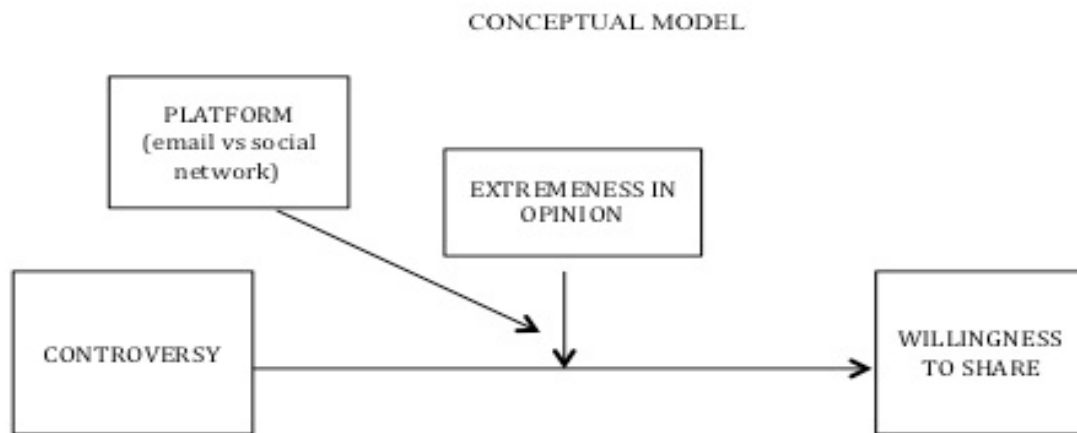 CONCEPTUAL MODEL
PLATFORM
(email vs social
network)
EXTREMENESS IN
OPINION
CONTROVERSY
WILLINGNESS
TO SHARE